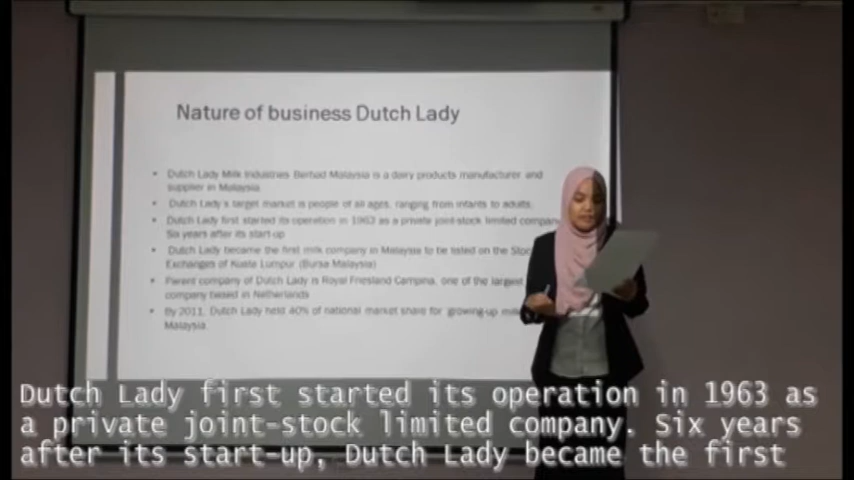 Nature of business Dutch Lady
Dutch Lady Milk Industries Berhad Malaysia is a dairy products manufacturer and
supplier in Malaysia
Dutch Lady's target market is people of all ages, ranging from infants to adults.
Dutch Lady first started its operation in 1963 as a private joint-stock limited company
Six years after its start-up
Dutch Lady became the first milk company in Malaysia to be listed on the Stock
Exchanges of Kuala Lumpur (Bursa Malaysia)
Parent company of Dutch Lady is Royal Friesland Campina, one of the largest
company based in Netherlands
By 2011, Dutch Lady held 40% of national market share for growing-up milk
Malaysia
Dutch Lady first started its operation in 1963 as
a private joint-stock limited company. Six years
after its start-up, Dutch Lady became the first